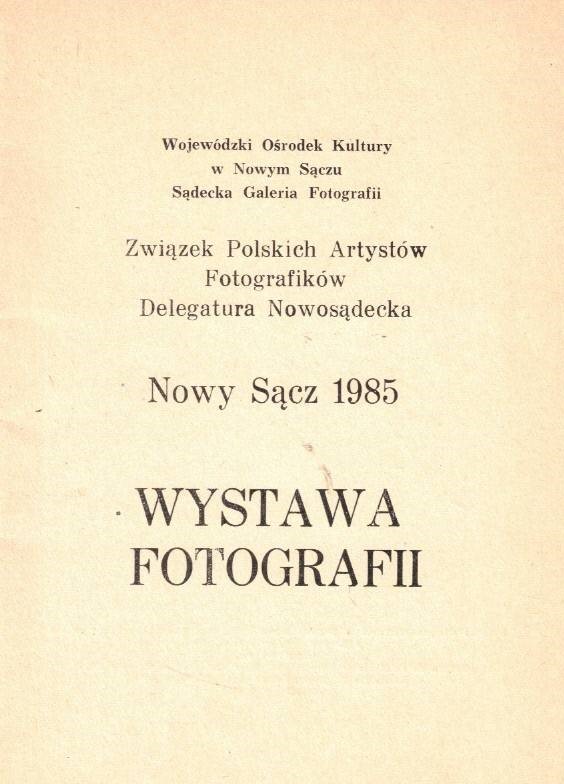 Wojewódzki Ośrodek Kultury
w Nowym Sączu
Sądecka Galeria Fotografii
Związek Polskich Artystów
Fotografików
Delegatura Nowosądecka
Nowy Sącz 1985
WYSTAWA
FOTOGRAFII